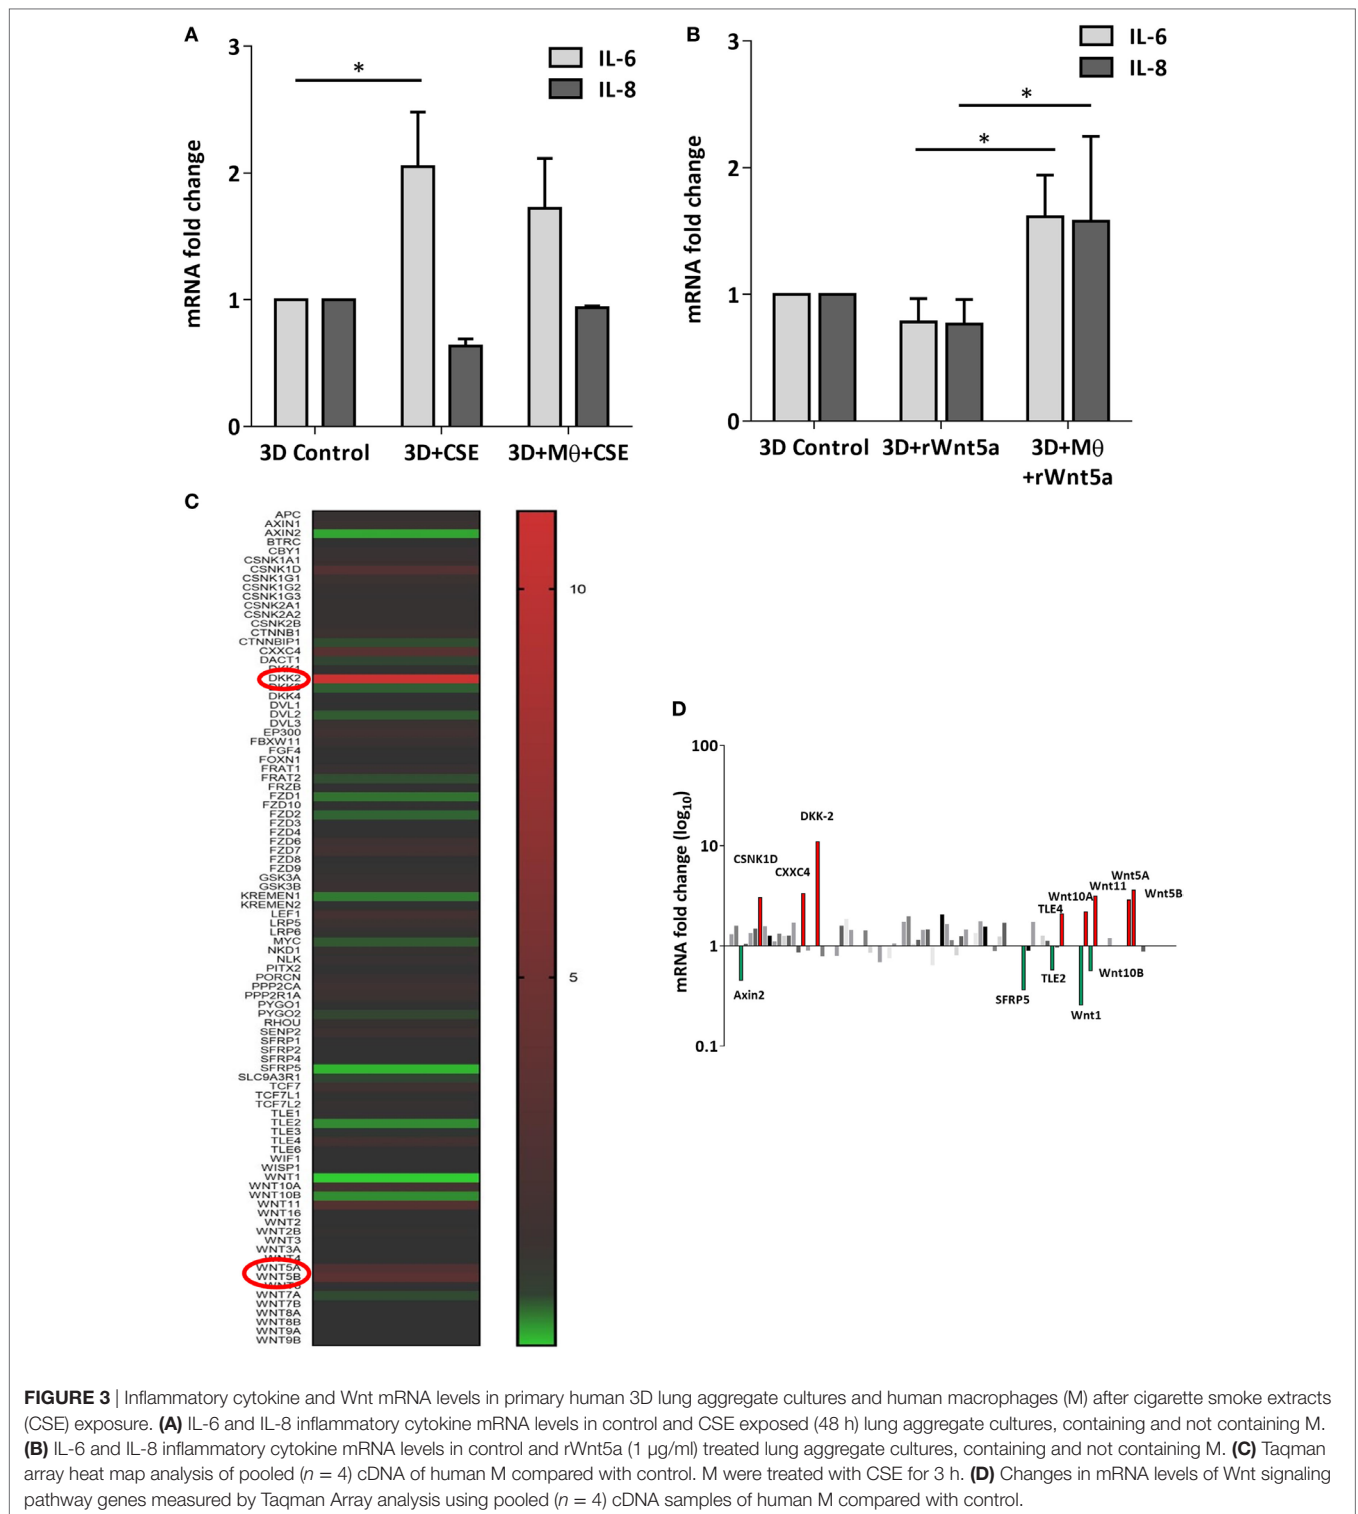 A
3
2
1
0
mRNA fold change
*
IL-6
IL-8
3D Control
3D+CSE
3D+Mθ+CSE
B
3
2
1
0
mRNA fold change
*
*
IL-6
IL-8
3D Control
3D+rWnt5a
3D+Mθ
+rWnt5a
C
APC
AXIN1
AXIN2
BTRC
CBY1
CSNK1A1
CSNK1D
CSNK1G1
CSNK1G2
CSNK1G3
CSNK2A1
CSNK2A2
CSNK2B
CTNNB1
CTNNBIP1
CXXC4
DACT1
DKK1
DKK2
DKK3
DKK4
DVL1
DVL2
DVL3
EP300
FBXW11
FGF4
FOXN1
FRAT1
FRAT2
FRZB
FZD1
FZD10
FZD2
FZD3
FZD4
FZD6
FZD7
FZD8
FZD9
GSK3A
GSK3B
KREMEN1
KREMEN2
LEF1
LRP5
LRP6
MYC
NKD1
NLK
PITX2
PORCN
PPP2CA
PPP2R1A
PYGO1
PYGO2
RHOU
SENP2
SFRP1
SFRP2
SFRP4
SFRP5
SLC9A3R1
TCF7
TCF7L1
TCF7L2
TLE1
TLE2
TLE3
TLE4
TLE6
WIF1
WISP1
WNT1
WNT10A
WNT10B
WNT11
WNT16
WNT2
WNT2B
WNT3
WNT3A
WNT4
WNT5A
WNT5B
WNT6
WNT7A
WNT7B
WNT8A
WNT8B
WNT9A
WNT9B
10
5
D
100
10
1
0.1
mRNA fold change (log10)
DKK-2
CSNK1D
CXXC4
Wnt5A
Wnt11
Wnt5B
Wnt10A
TLE4
Axin2
SFRP5
TLE2
Wnt10B
Wnt1
FIGURE 3 | Inflammatory cytokine and Wnt mRNA levels in primary human 3D lung aggregate cultures and human macrophages (M) after cigarette smoke extracts
(CSE) exposure. (A) IL-6 and IL-8 inflammatory cytokine mRNA levels in control and CSE exposed (48 h) lung aggregate cultures, containing and not containing M.
(B) IL-6 and IL-8 inflammatory cytokine mRNA levels in control and rWnt5a (1 µg/ml) treated lung aggregate cultures, containing and not containing M. (C) Taqman
array heat map analysis of pooled (n = 4) cDNA of human M compared with control. M were treated with CSE for 3 h. (D) Changes in mRNA levels of Wnt signaling
pathway genes measured by Taqman Array analysis using pooled (n = 4) cDNA samples of human M compared with control.